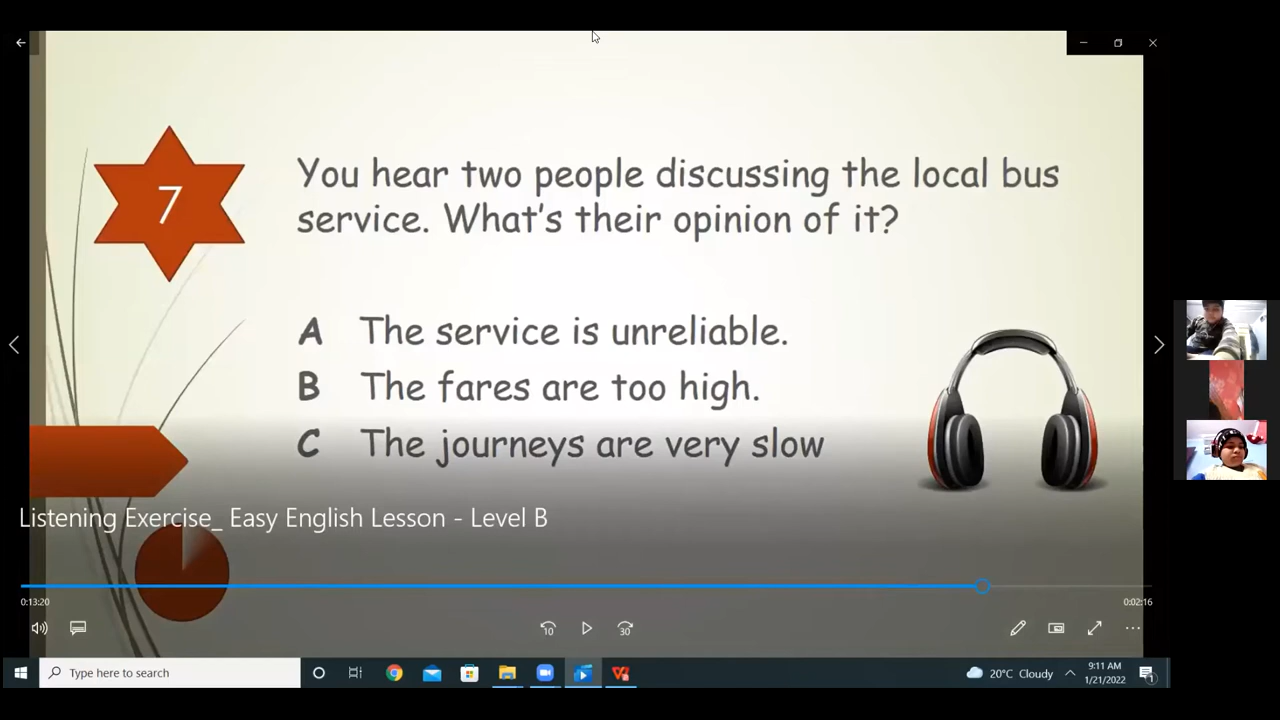 7
You hear two people discussing the local bus
service. What's their opinion of it?
A The service is unreliable.
B The fares are too high.
C The journeys are very slow
Listening Exercise_ Easy English Lesson - Level B
0:13:20
0:02:16
10
30
Type here to search
20°C Cloudy
9:11 AM
1/21/2022
1